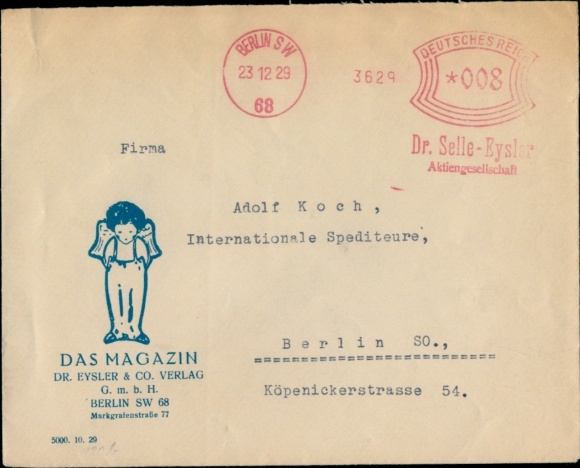 BERLIN SW
23 12 29
68
3629
DEUTSCHES REICH
*008
Dr. Selle-Eysler
Aktiengesellschaft
Firma
Adolf Koch,
Internationale Spediteure,
Berlin SO.,
Köpenickerstrasse 54.
DAS MAGAZIN
DR. EYSLER & CO. VERLAG
G. m. b. H.
BERLIN SW 68
Markgrafenstraße 77
5000. 10. 29